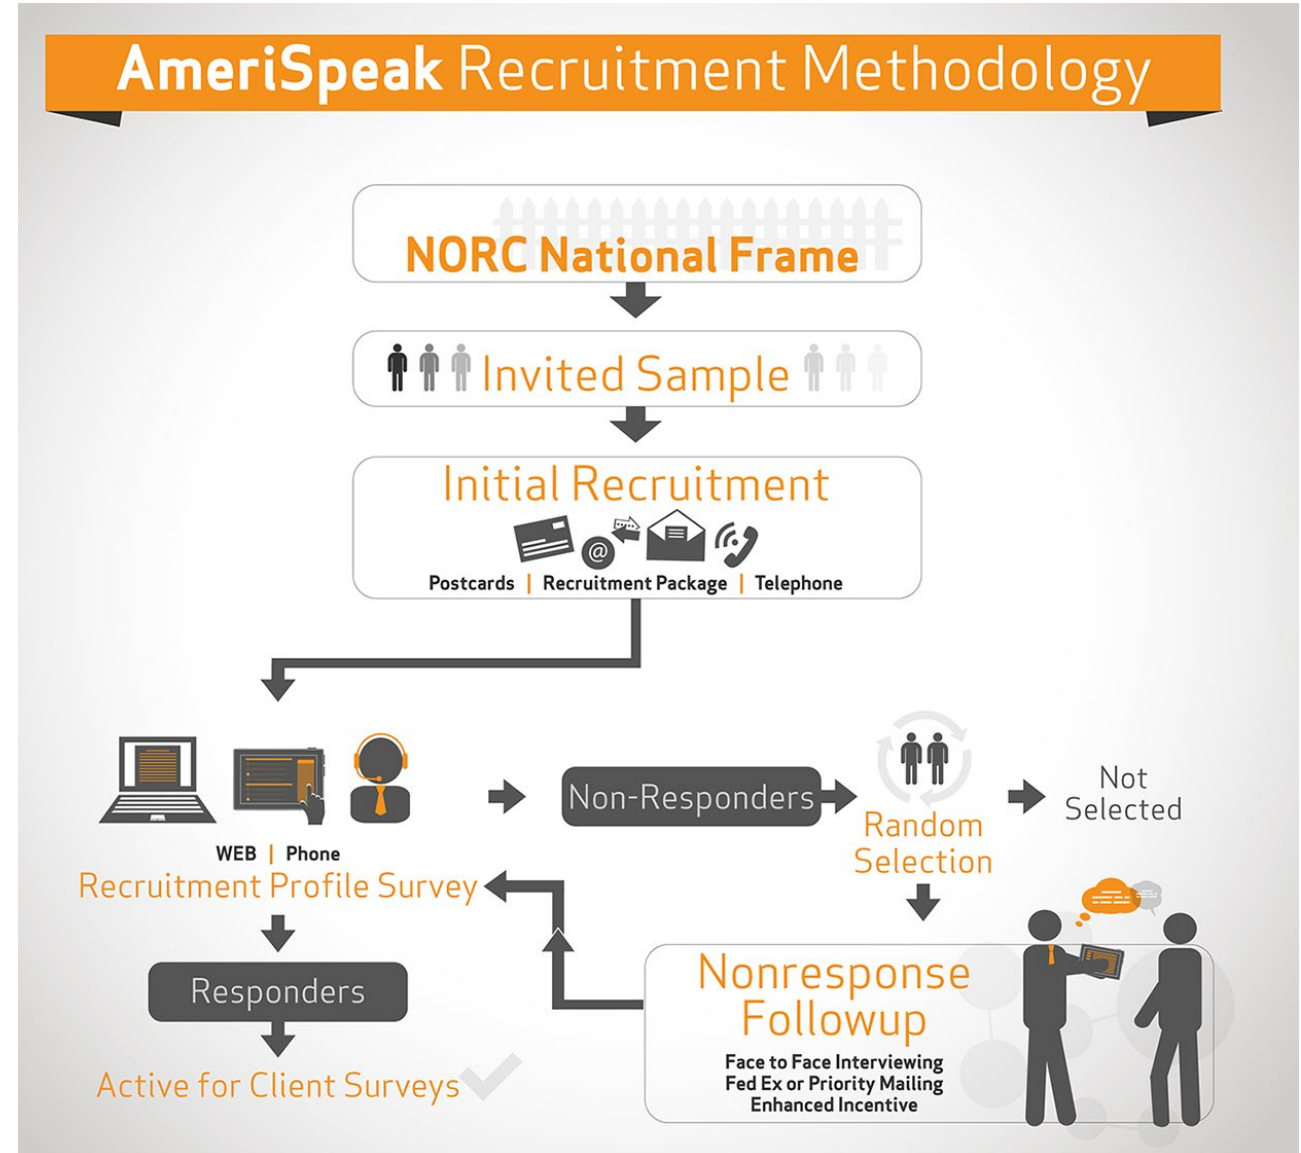 AmeriSpeak Recruitment Methodology
NORC National Frame
Invited Sample
Initial Recruitment
@
Postcards | Recruitment Package | Telephone
WEB | Phone
Recruitment Profile Survey
Non-Responders
Random
Selection
Not
Selected
Responders
Active for Client Surveys
Nonresponse
Followup
Face to Face Interviewing
Fed Ex or Priority Mailing
Enhanced Incentive